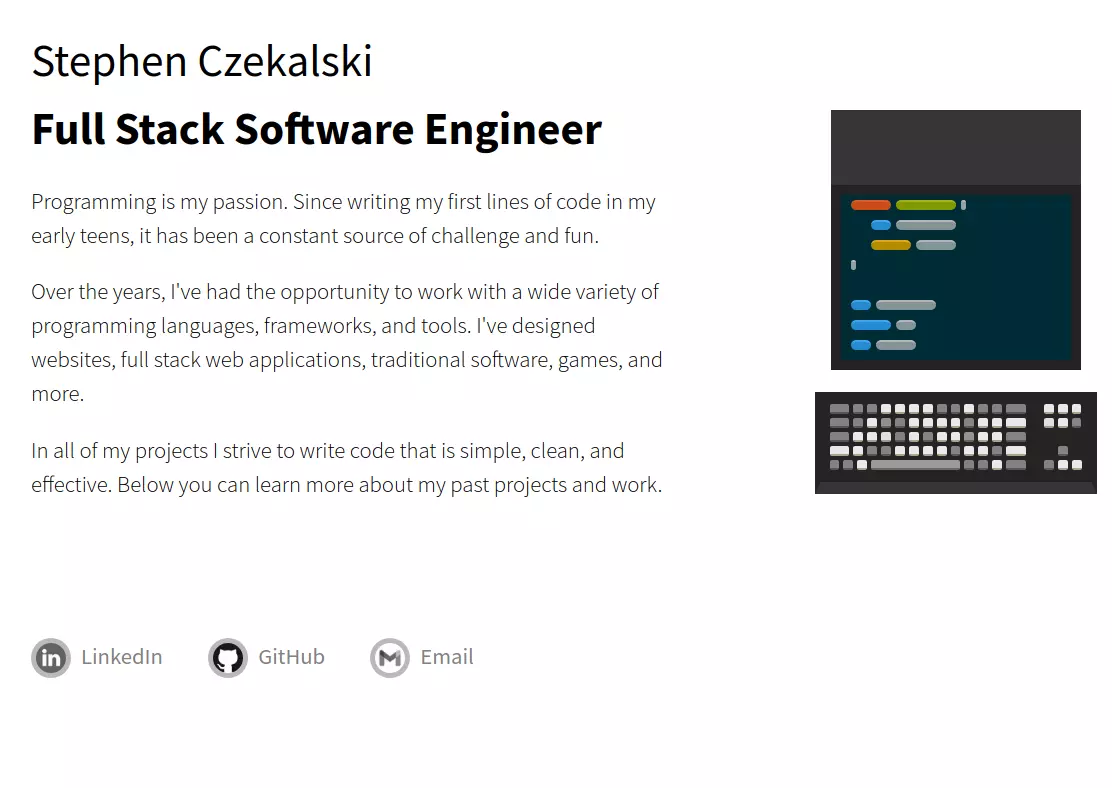 Stephen Czekalski
Full Stack Software Engineer
Programming is my passion. Since writing my first lines of code in my
early teens, it has been a constant source of challenge and fun.
Over the years, I've had the opportunity to work with a wide variety of
programming languages, frameworks, and tools. I've designed
websites, full stack web applications, traditional software, games, and
more.
In all of my projects I strive to write code that is simple, clean, and
effective. Below you can learn more about my past projects and work.
in LinkedIn GitHub M Email